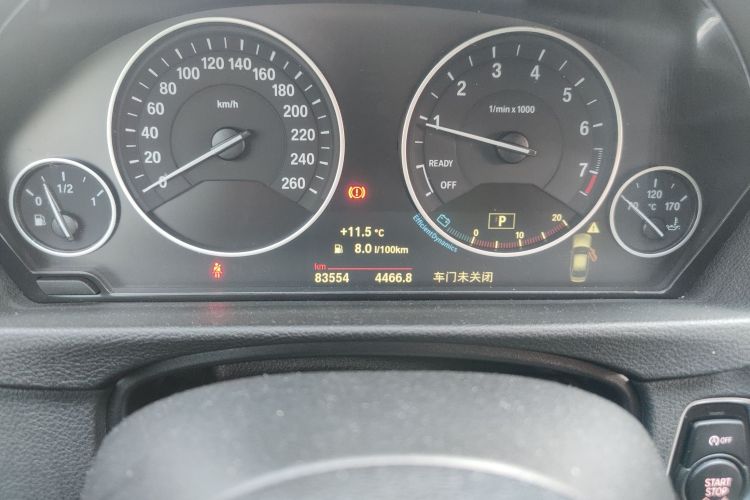 0 1/2 1
0 20 40 60 80 100 120 140 160 180 200 220 240 260
km/h
1 2 3 4 5 6 7
1/min x 1000
READY
OFF
EfficientDynamics
P
0 10 20
70 120 170
°C
+11.5 °C
8.0 l/100km
km
83554 4466.8 车门未关闭
OFF
START
STOP